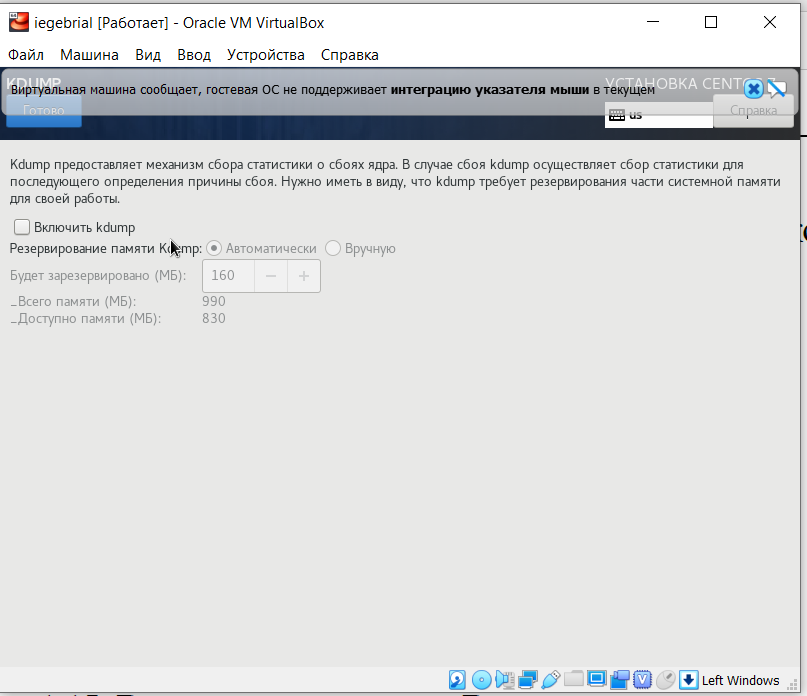 iegebrial [Работает] - Oracle VM VirtualBox
Файл Машина Вид Ввод Устройства Справка
KDUMP УСТАНОВКА CENTOS 7
Виртуальная машина сообщает, гостевая ОС не поддерживает интеграцию указателя мыши в текущем
Готово us Справка
Kdump предоставляет механизм сбора статистики о сбоях ядра. В случае сбоя kdump осуществляет сбор статистики для
последующего определения причины сбоя. Нужно иметь в виду, что kdump требует резервирования части системной памяти
для своей работы.
Включить kdump
Резервирование памяти Kdump: Автоматически Вручную
Будет зарезервировано (МБ): 160 − +
_Всего памяти (МБ): 990
_Доступно памяти (МБ): 830
Left Windows